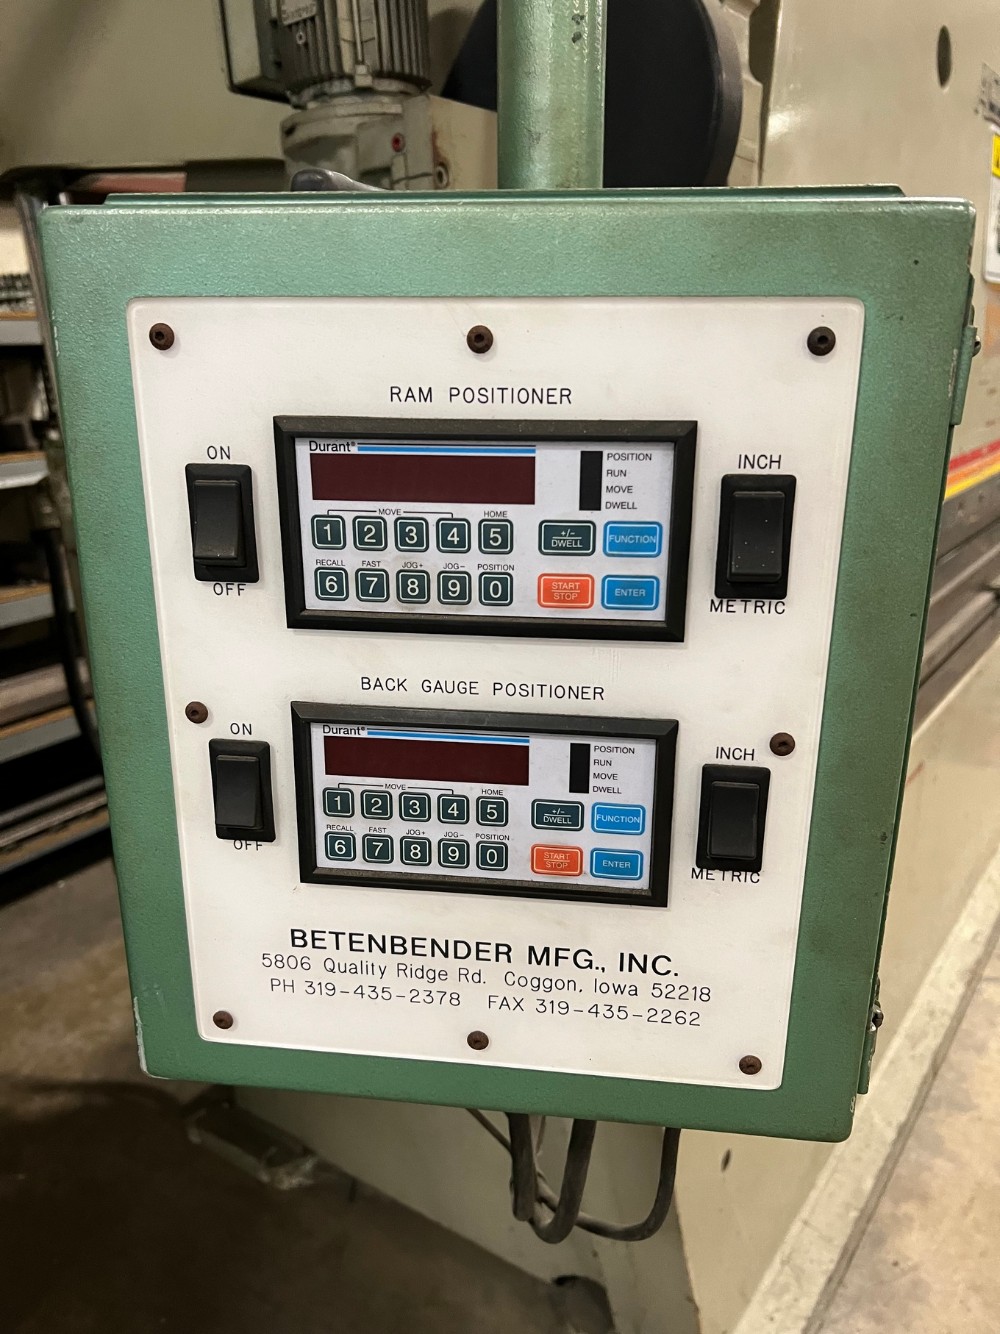 RAM POSITIONER
ON
OFF
Durant®
POSITION
RUN
MOVE
DWELL
MOVE
HOME
1 2 3 4 5
+/-
DWELL
FUNCTION
RECALL FAST JOG+ JOG- POSITION
6 7 8 9 0
START
STOP
ENTER
INCH
METRIC
BACK GAUGE POSITIONER
ON
OFF
Durant®
POSITION
RUN
MOVE
DWELL
MOVE
HOME
1 2 3 4 5
+/-
DWELL
FUNCTION
RECALL FAST JOG+ JOG- POSITION
6 7 8 9 0
START
STOP
ENTER
INCH
METRIC
BETENBENDER MFG., INC.
5806 Quality Ridge Rd. Coggon, Iowa 52218
PH 319-435-2378 FAX 319-435-2262